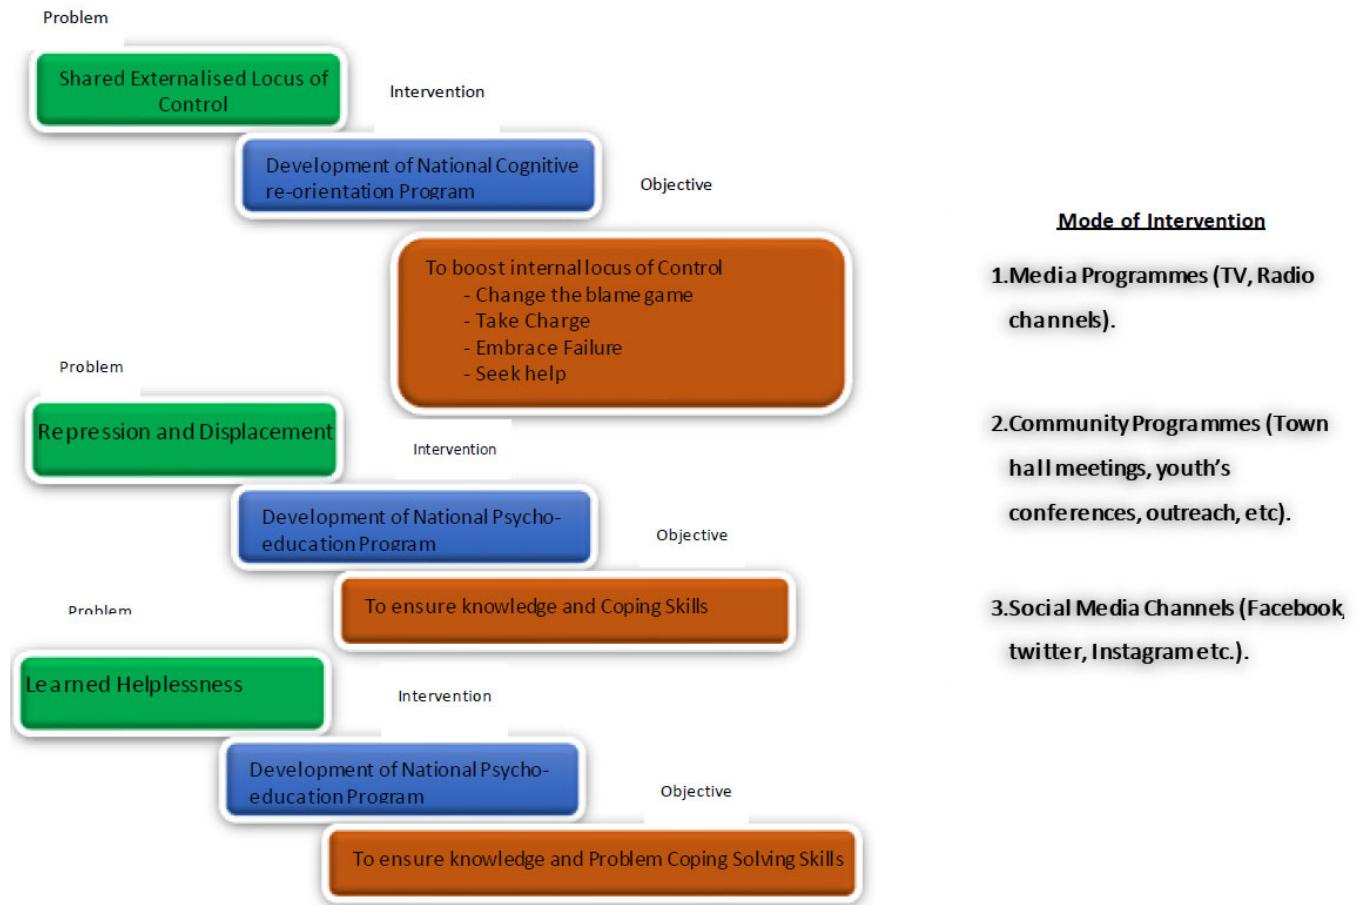 Problem
Shared Externalised Locus of
Control
Intervention
Development of National Cognitive
re-orientation Program
Objective
To boost internal locus of Control
- Change the blame game
- Take Charge
- Embrace Failure
- Seek help
Problem
Repression and Displacement
Intervention
Development of National Psycho-
education Program
Objective
To ensure knowledge and Coping Skills
Problem
Learned Helplessness
Intervention
Development of National Psycho-
education Program
Objective
To ensure knowledge and Problem Coping Solving Skills
Mode of Intervention
1.Media Programmes (TV, Radio
channels).
2.Community Programmes (Town
hall meetings, youth's
conferences, outreach, etc).
3.Social Media Channels (Facebook,
twitter, Instagram etc.).